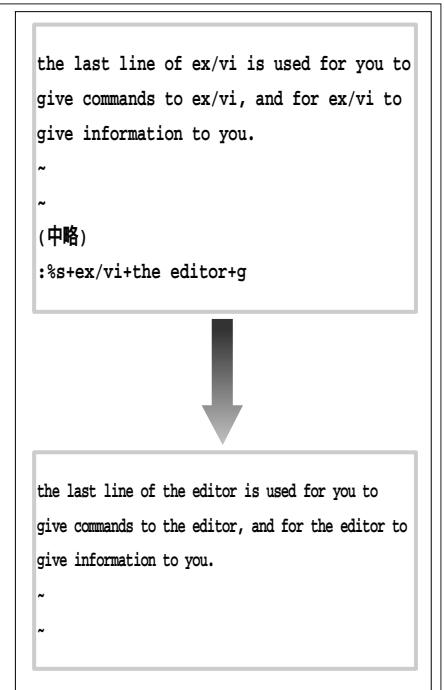 the last line of ex/vi is used for you to
give commands to ex/vi, and for ex/vi to
give information to you.
~
~
(中略)
:%s+ex/vi+the editor+g
the last line of the editor is used for you to
give commands to the editor, and for the editor to
give information to you.
~
~